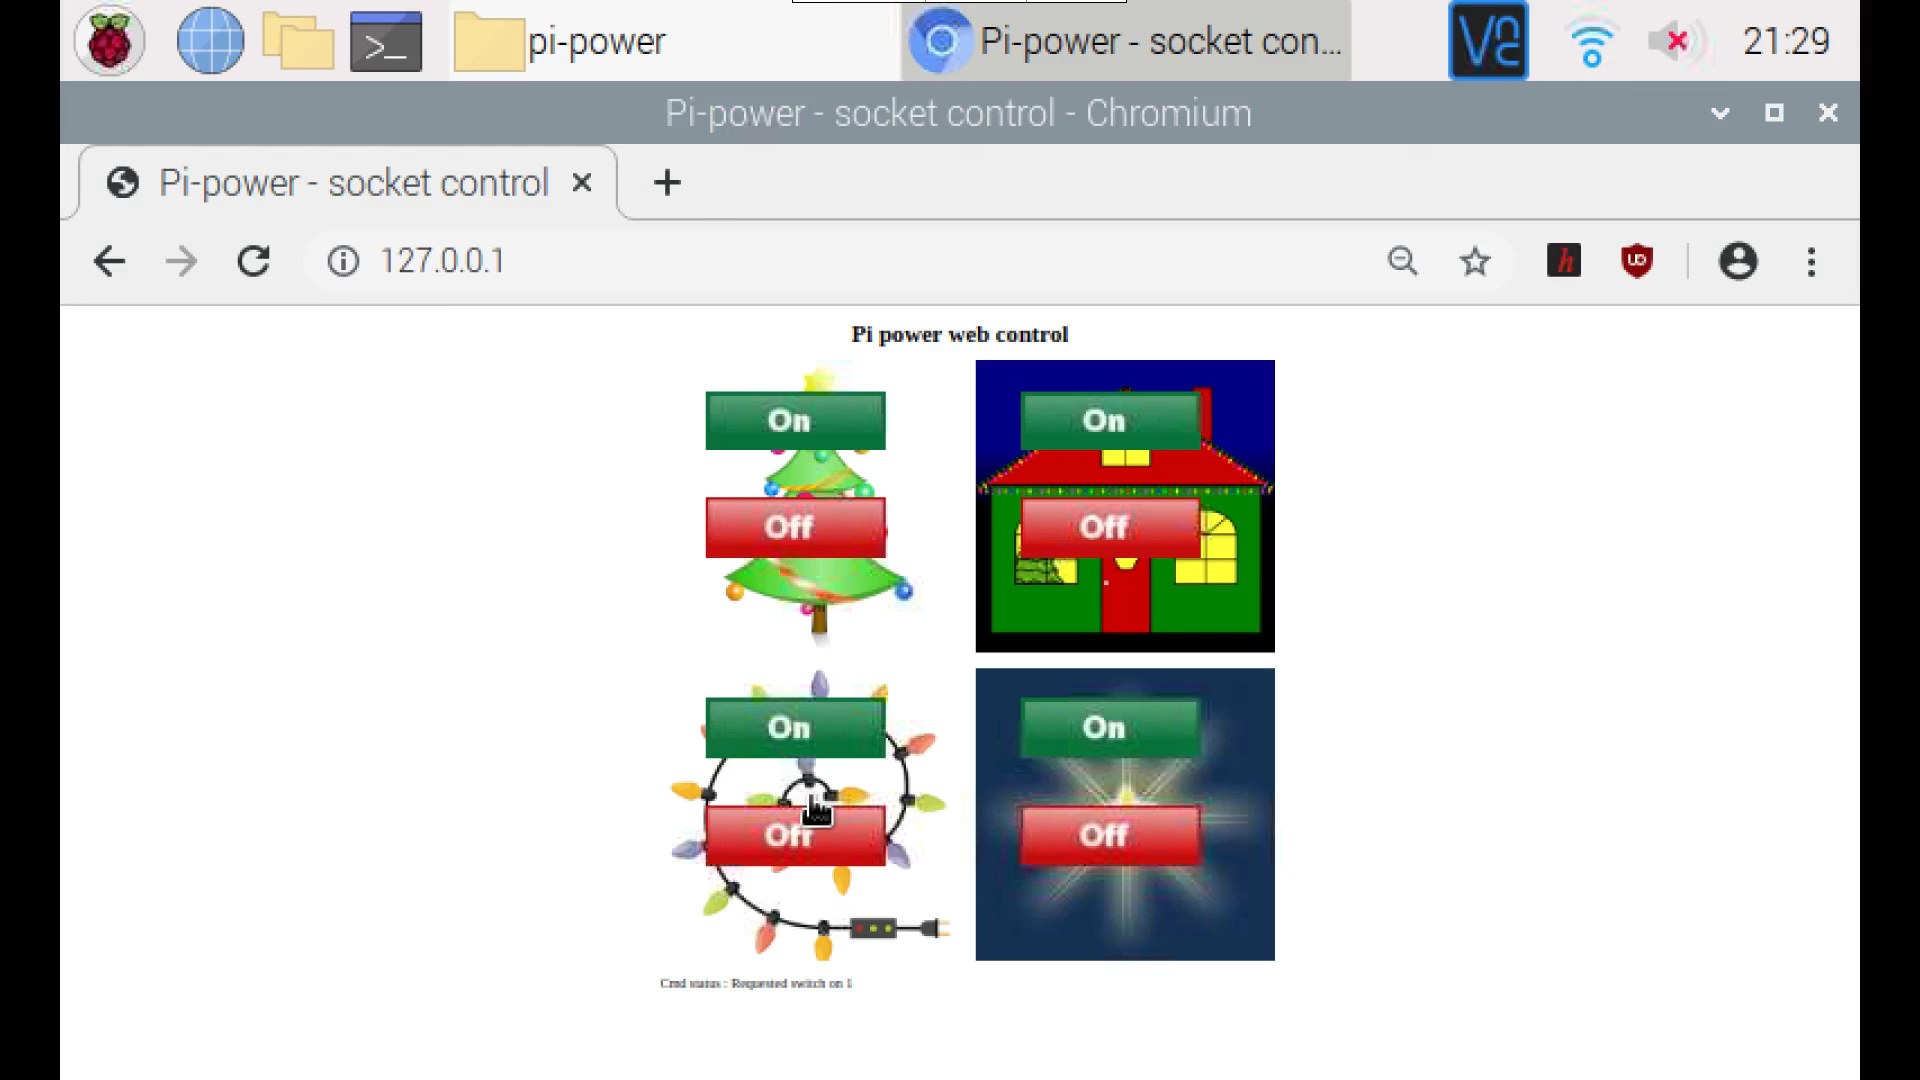 pi-power
Pi-power - socket con...
21:29
Pi-power - socket control - Chromium
Pi-power - socket control
127.0.0.1
Pi power web control
On
On
Off
Off
On
On
Off
Off
Cmd status : Requested switch on 1